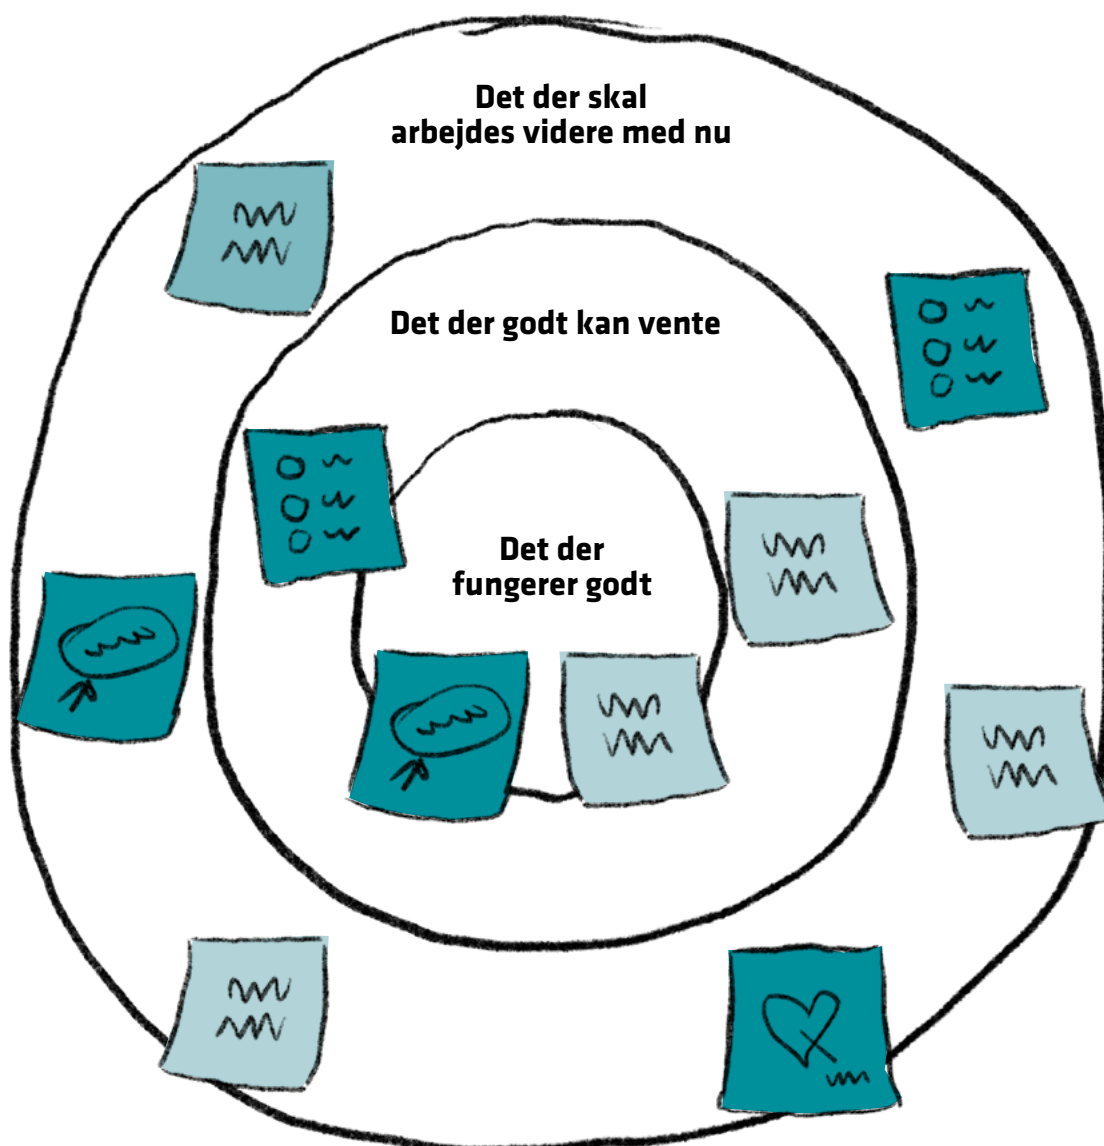 Det der skal
arbejdes videre med nu
Det der godt kan vente
Det der
fungerer godt